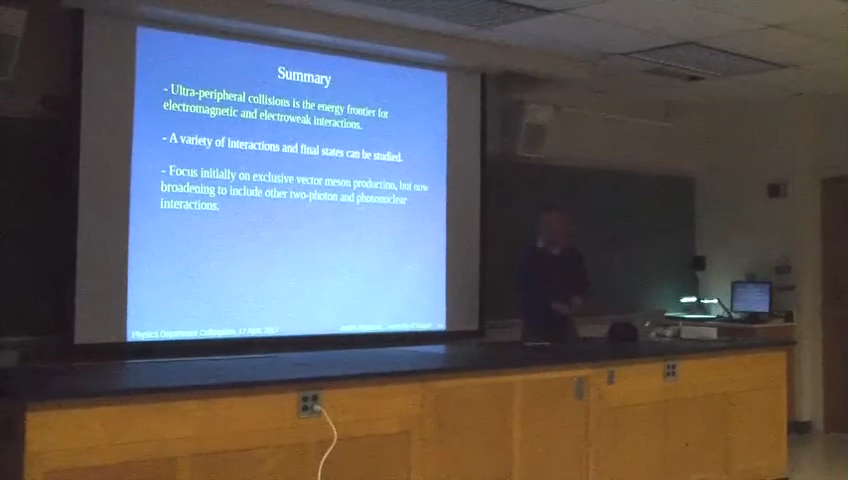 Summary
- Ultra-peripheral collisions is the energy frontier for
electromagnetic and electroweak interactions.
- A variety of interactions and final states can be studied.
- Focus initially on exclusive vector meson production, but now
broadening to include other two-photon and photonuclear
interactions.
Physics Department Colloquium, 17 April,